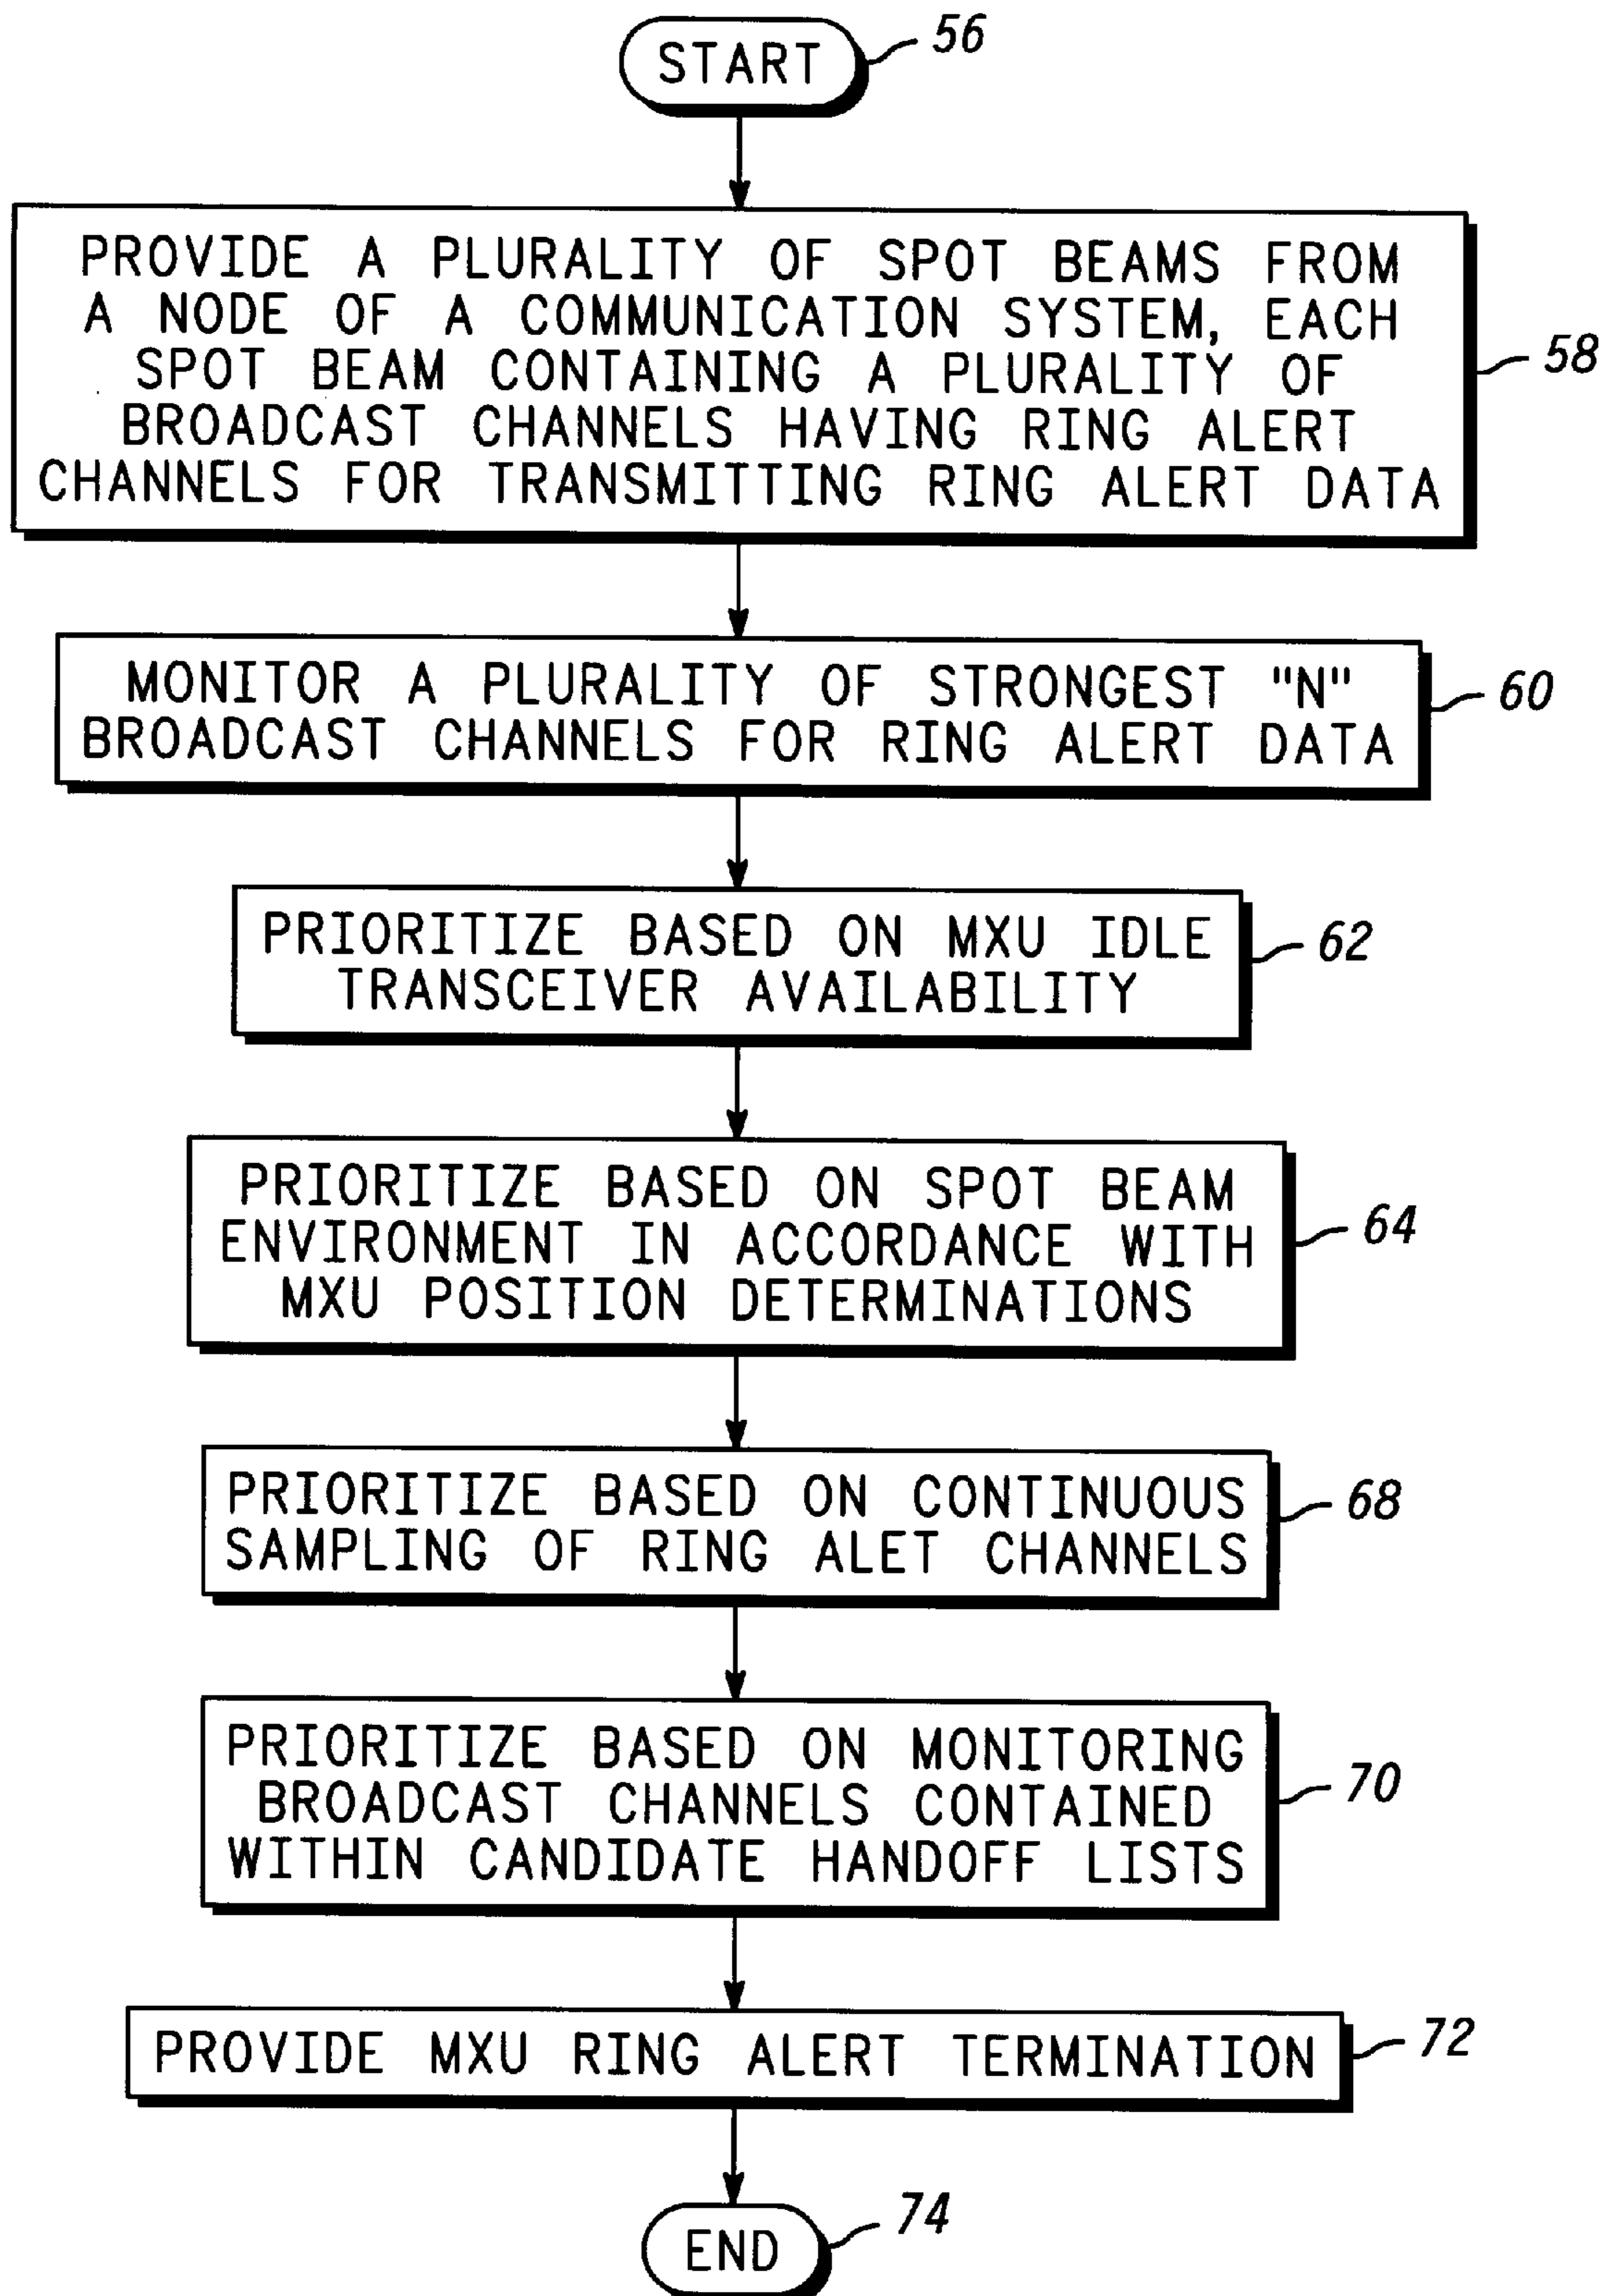 START
56
PROVIDE A PLURALITY OF SPOT BEAMS FROM
A NODE OF A COMMUNICATION SYSTEM, EACH
SPOT BEAM CONTAINING A PLURALITY OF
BROADCAST CHANNELS HAVING RING ALERT
CHANNELS FOR TRANSMITTING RING ALERT DATA
58
MONITOR A PLURALITY OF STRONGEST "N"
BROADCAST CHANNELS FOR RING ALERT DATA
60
PRIORITIZE BASED ON MXU IDLE
TRANSCEIVER AVAILABILITY
62
PRIORITIZE BASED ON SPOT BEAM
ENVIRONMENT IN ACCORDANCE WITH
MXU POSITION DETERMINATIONS
64
PRIORITIZE BASED ON CONTINUOUS
SAMPLING OF RING ALET CHANNELS
68
PRIORITIZE BASED ON MONITORING
BROADCAST CHANNELS CONTAINED
WITHIN CANDIDATE HANDOFF LISTS
70
PROVIDE MXU RING ALERT TERMINATION
72
END
74